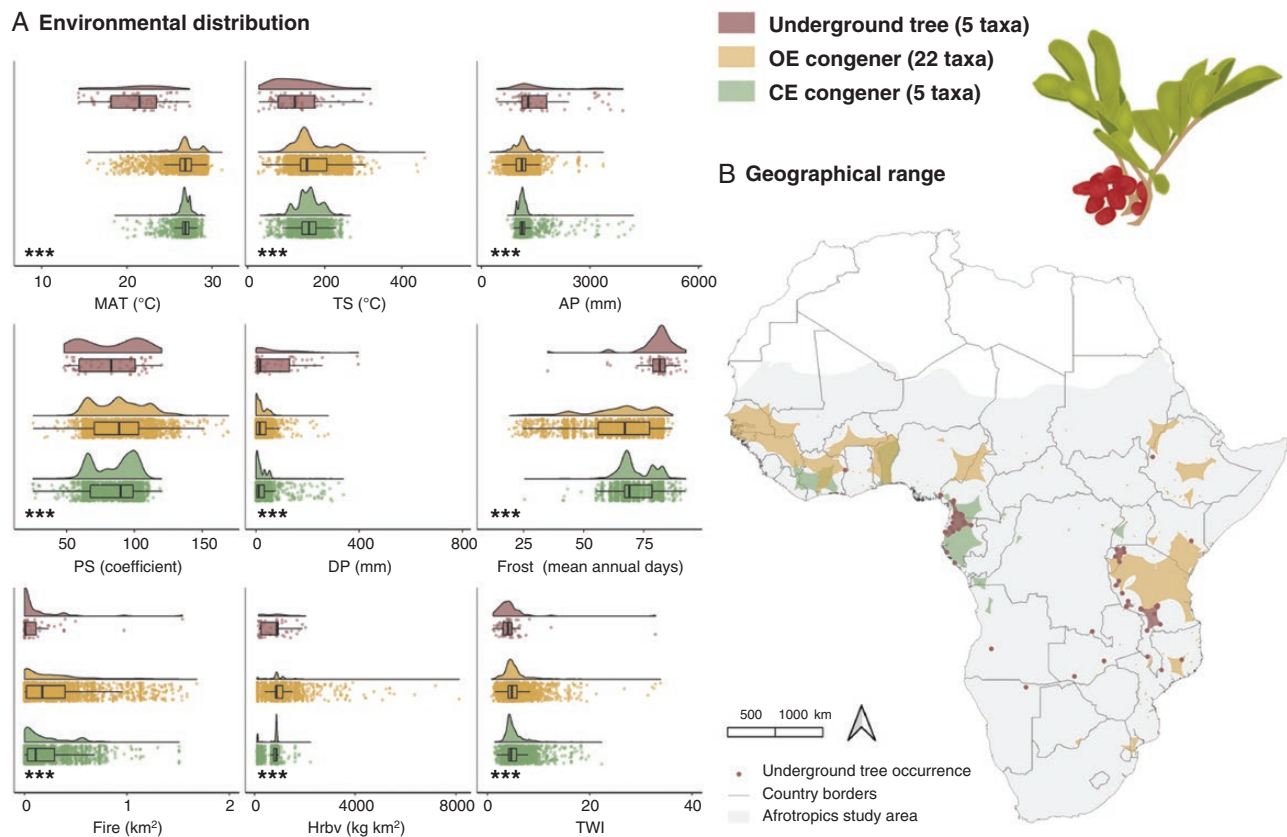 A Environmental distribution
Underground tree (5 taxa)
OE congener (22 taxa)
CE congener (5 taxa)
***
***
***
10 20 30
0 200 400
0 3000 6000
MAT (°C)
TS (°C)
AP (mm)
***
***
***
50 100 150
0 400 800
25 50 75
PS (coefficient)
DP (mm)
Frost (mean annual days)
***
***
***
0 1 2
0 4000 8000
0 20 40
Fire (km²)
Hrbv (kg km²)
TWI
B Geographical range
500 1000 km
Underground tree occurrence
Country borders
Afrotropics study area